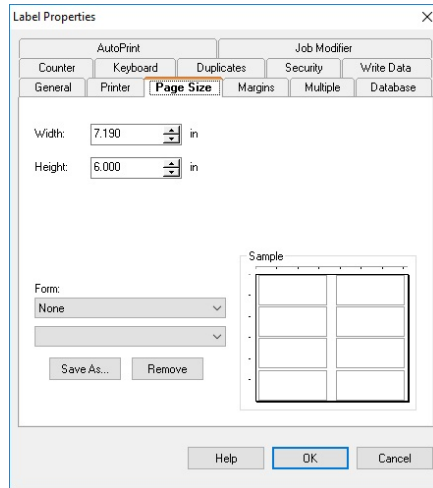 Label Properties
AutoPrint Job Modifier
Counter Keyboard Duplicates Security Write Data
General Printer Page Size Margins Multiple Database
Width: 7.190 in
Height: 6.000 in
Sample
Form:
None
Save As... Remove
Help OK Cancel